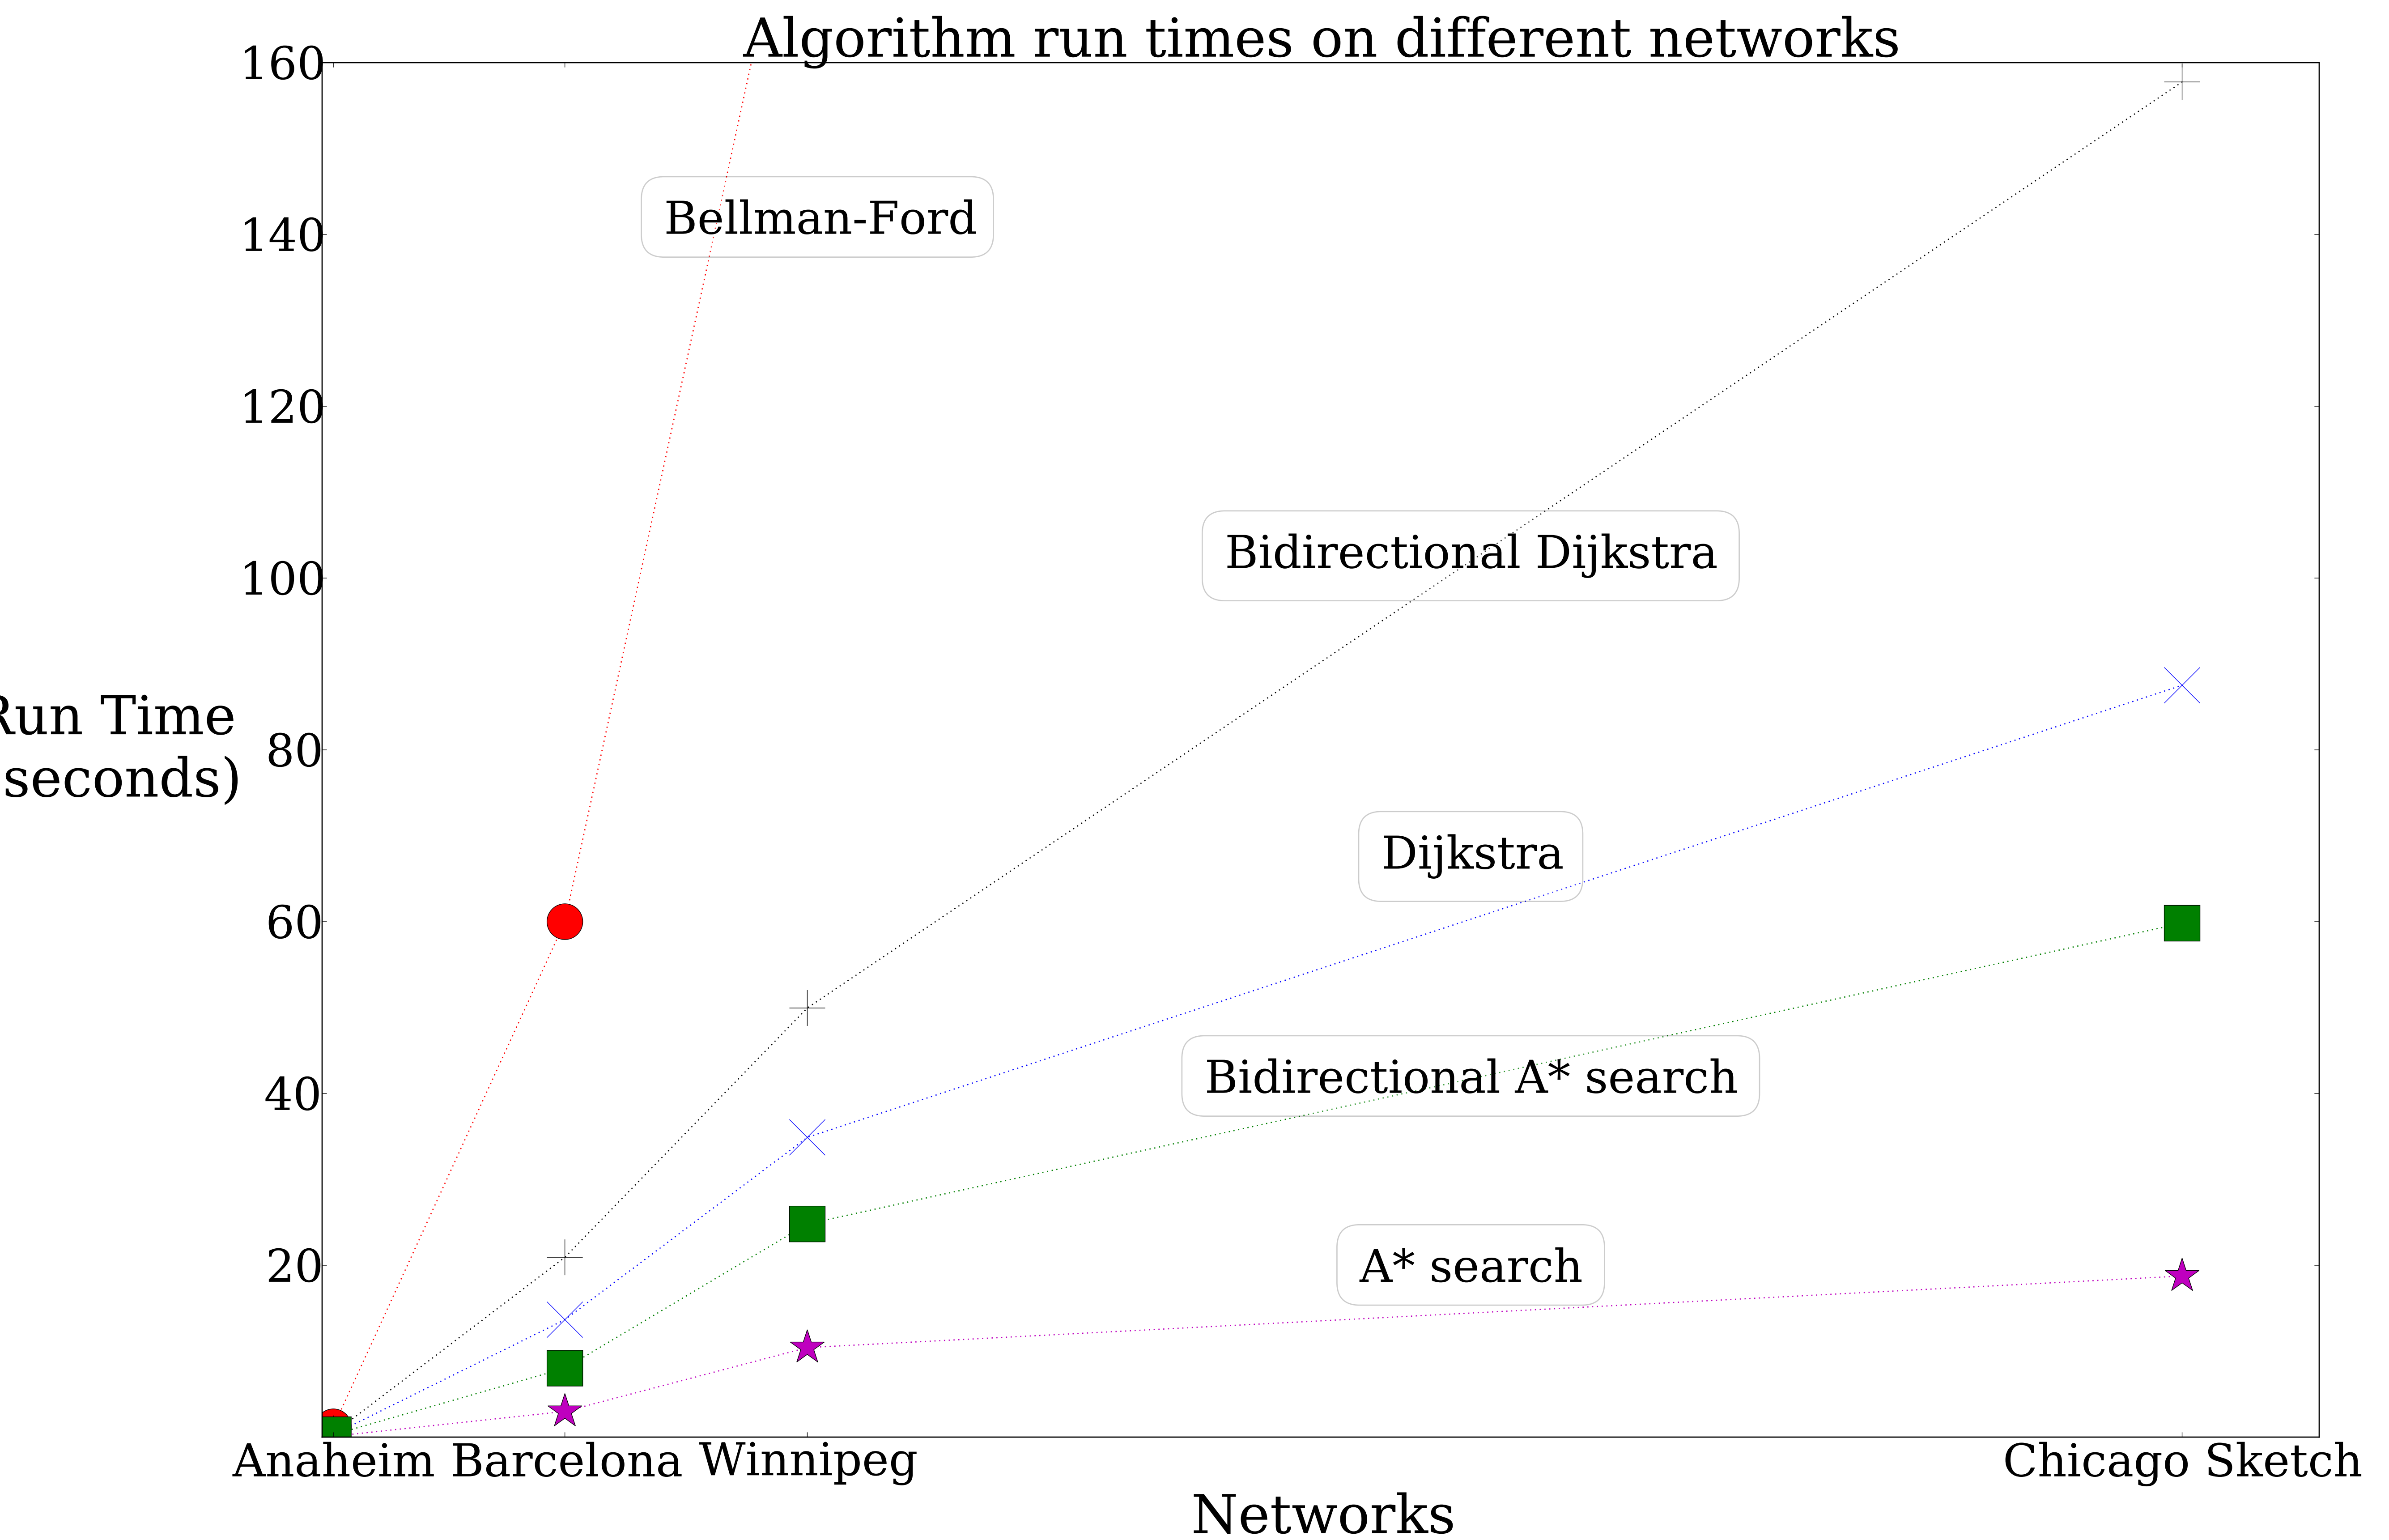 Algorithm run times on different networks
160
140
120
100
80
60
40
20
Run Time
seconds)
Bellman-Ford
Bidirectional Dijkstra
Dijkstra
Bidirectional A* search
A* search
Anaheim Barcelona Winnipeg Chicago Sketch
Networks